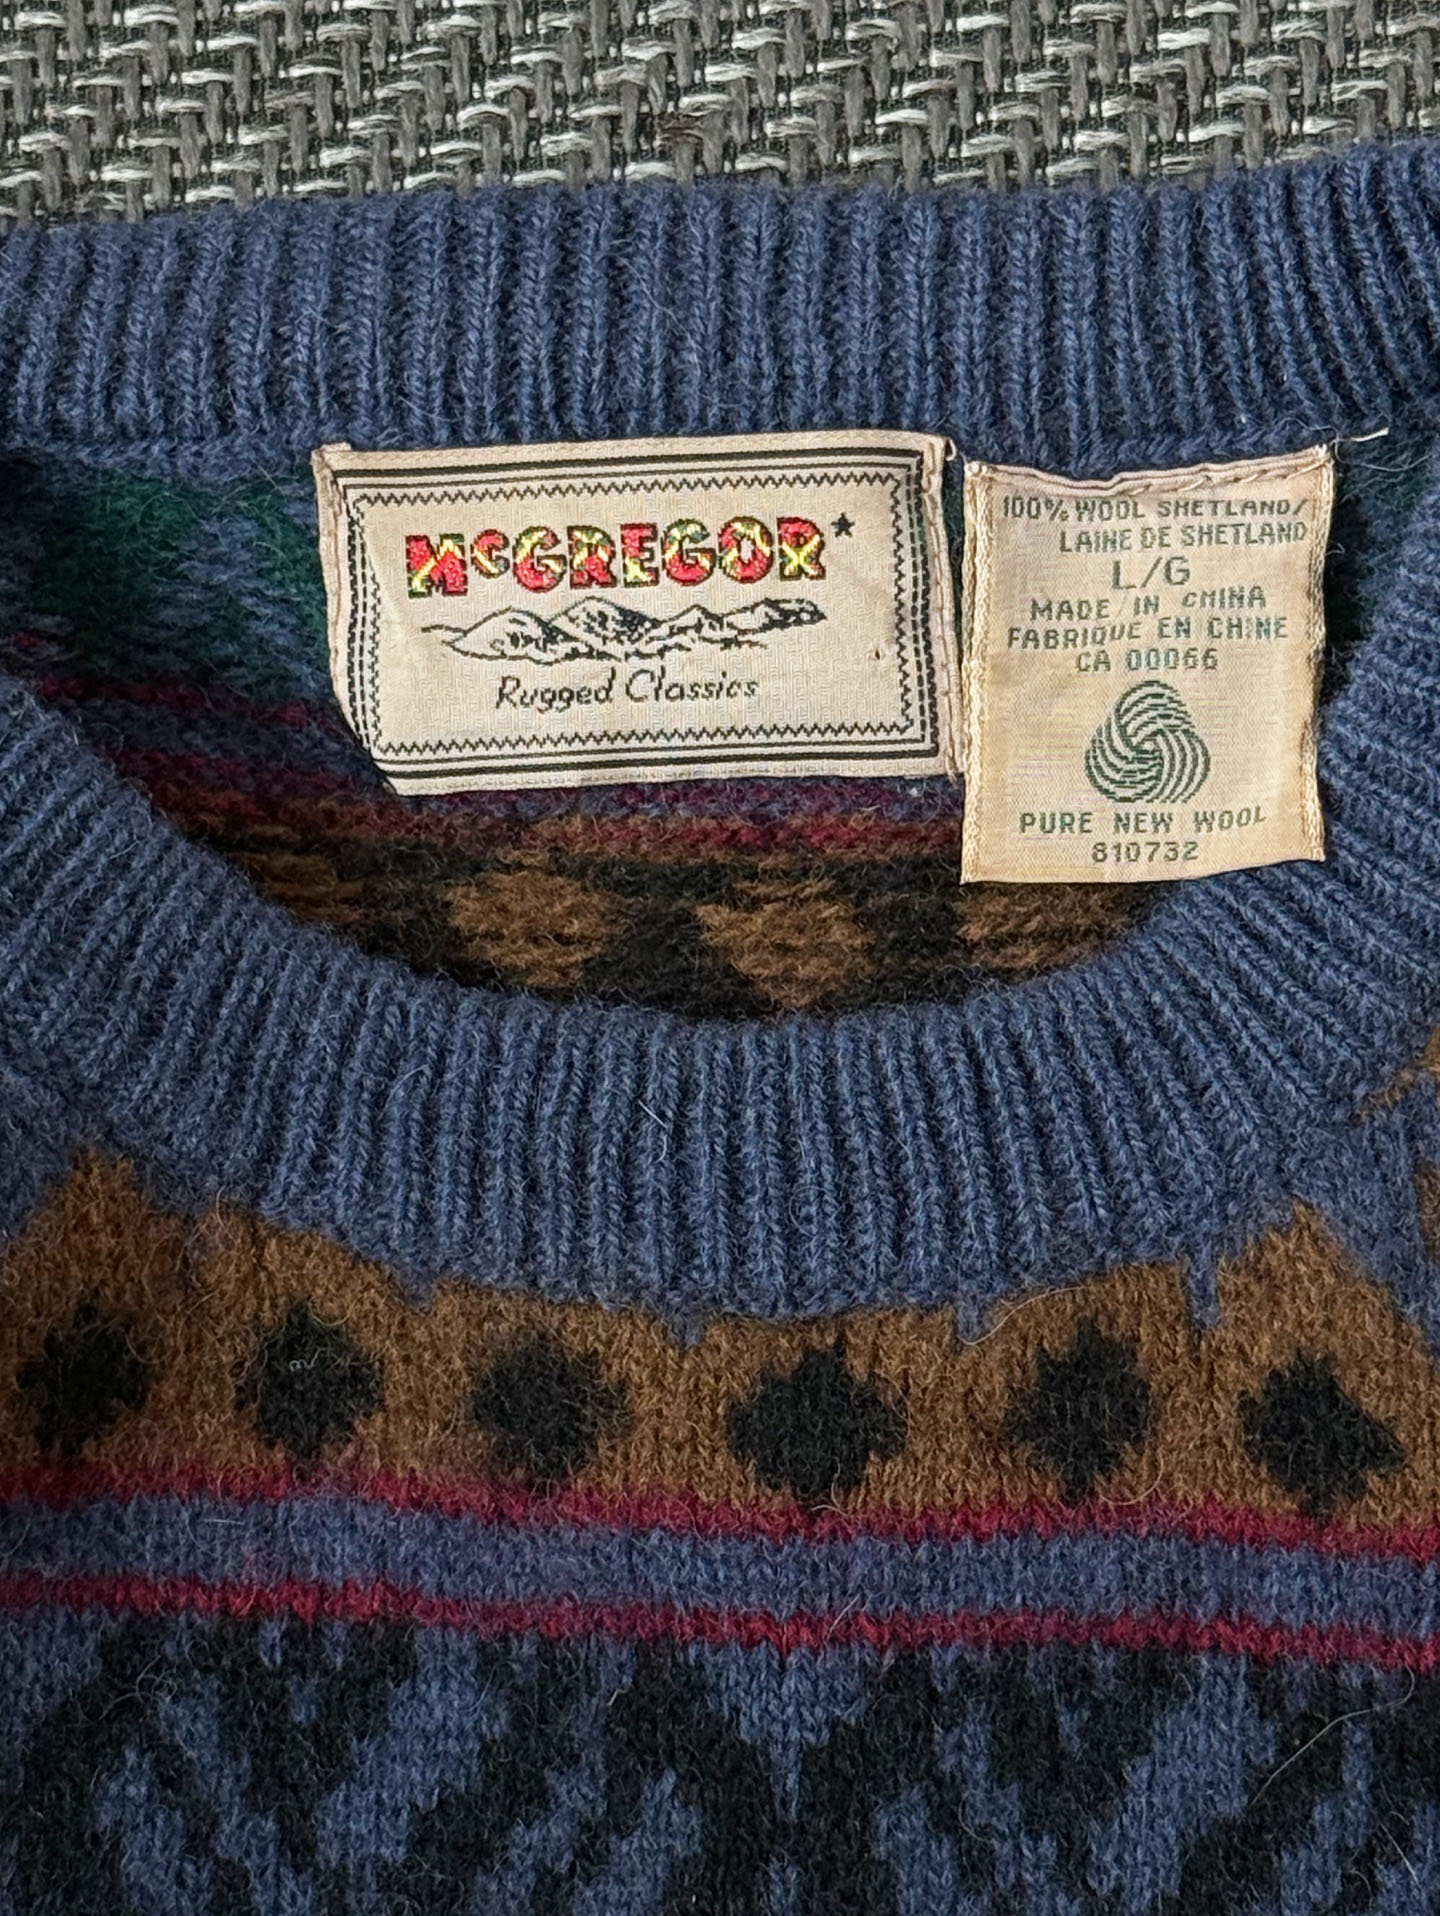 McGREGOR*
Rugged Classics
100% WOOL SHETLAND/
LAINE DE SHETLAND
L/G
MADE IN CHINA
FABRIQUE EN CHINE
CA 00066
PURE NEW WOOL
810732